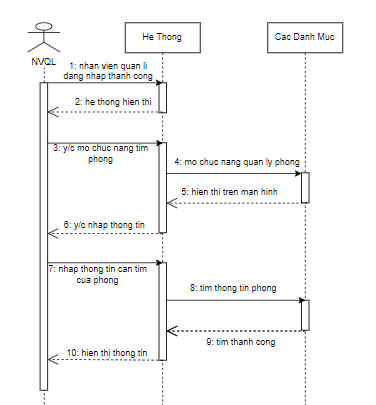 He Thong
Cac Danh Muc
NVQL
1: nhan vien quan li
dang nhap thanh cong
2: he thong hien thi
3: y/c mo chuc nang tim
phong
4: mo chuc nang quan ly phong
5: hien thi tren man hinh
6: y/c nhap thong tin
7: nhap thong tin can tim
cua phong
8: tim thong tin phong
9: tim thanh cong
10: hien thi thong tin